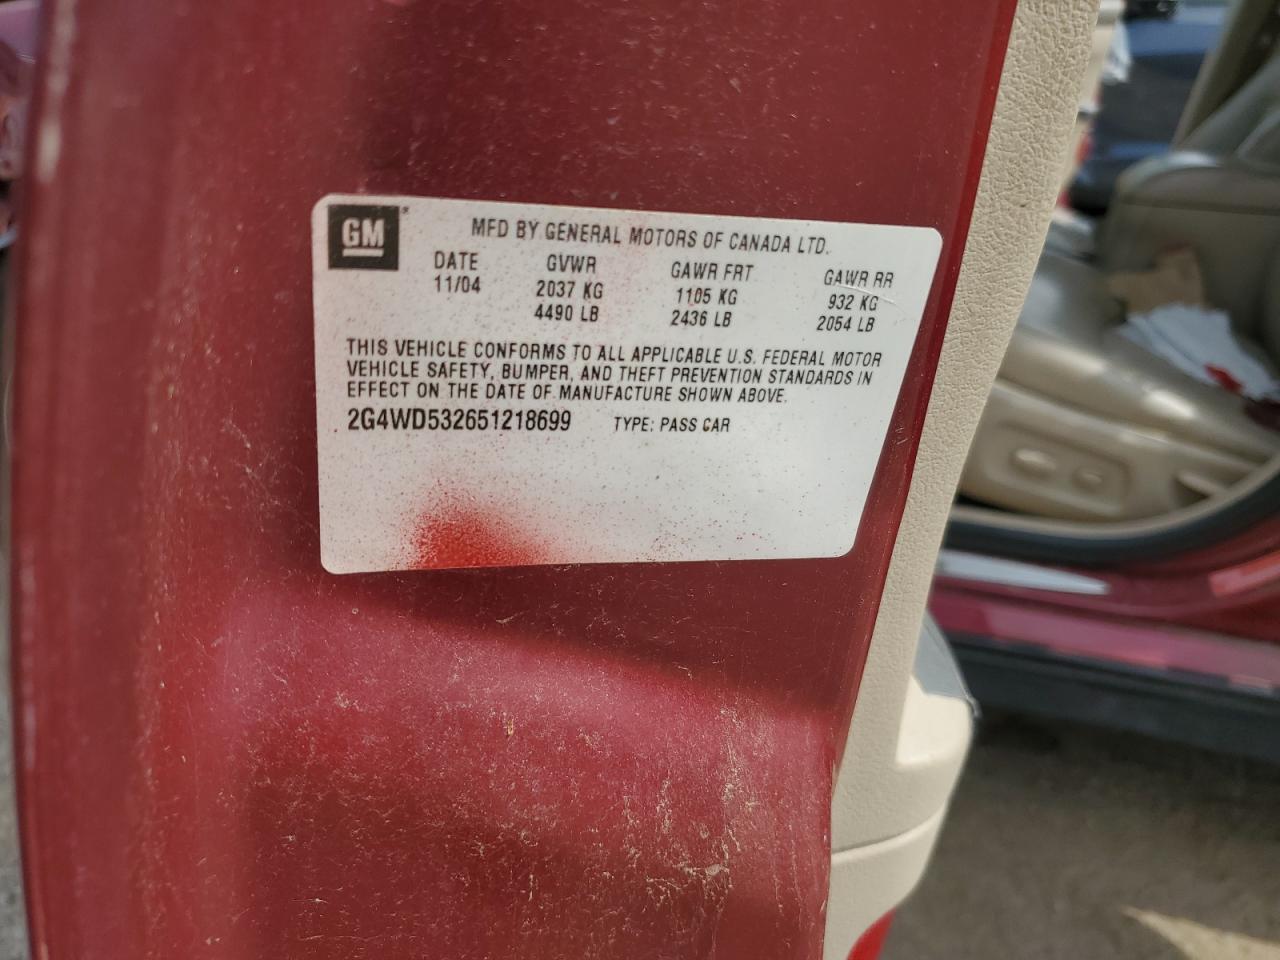 GM
MFD BY GENERAL MOTORS OF CANADA LTD.
DATE GVWR GAWR FRT GAWR RR
11/04 2037 KG 1105 KG 932 KG
4490 LB 2436 LB 2054 LB
THIS VEHICLE CONFORMS TO ALL APPLICABLE U.S. FEDERAL MOTOR
VEHICLE SAFETY, BUMPER, AND THEFT PREVENTION STANDARDS IN
EFFECT ON THE DATE OF MANUFACTURE SHOWN ABOVE.
2G4WD532651218699 TYPE: PASS CAR